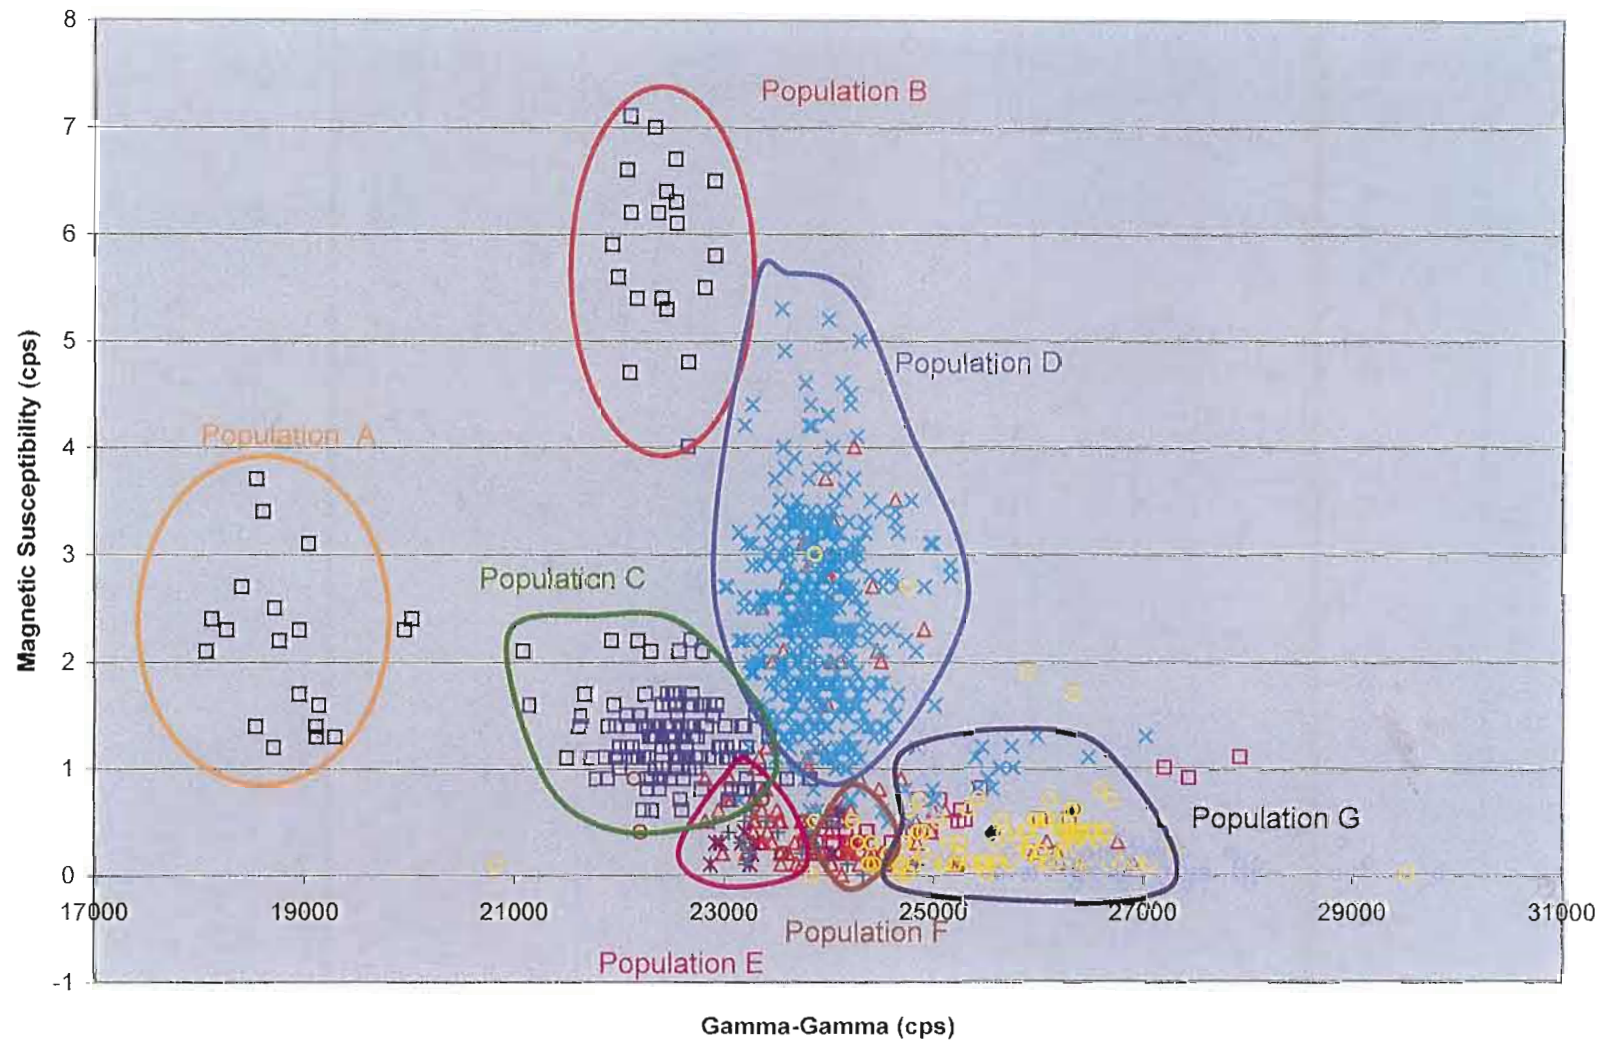 8
Population B
7
6
5
Population D
Population A
4
3
Population C
2
1
Population G
0
17000 19000 21000 23000 25000 27000 29000 31000
Population F
Population E
-1
Magnetic Susceptibility (cps)
Gamma-Gamma (cps)